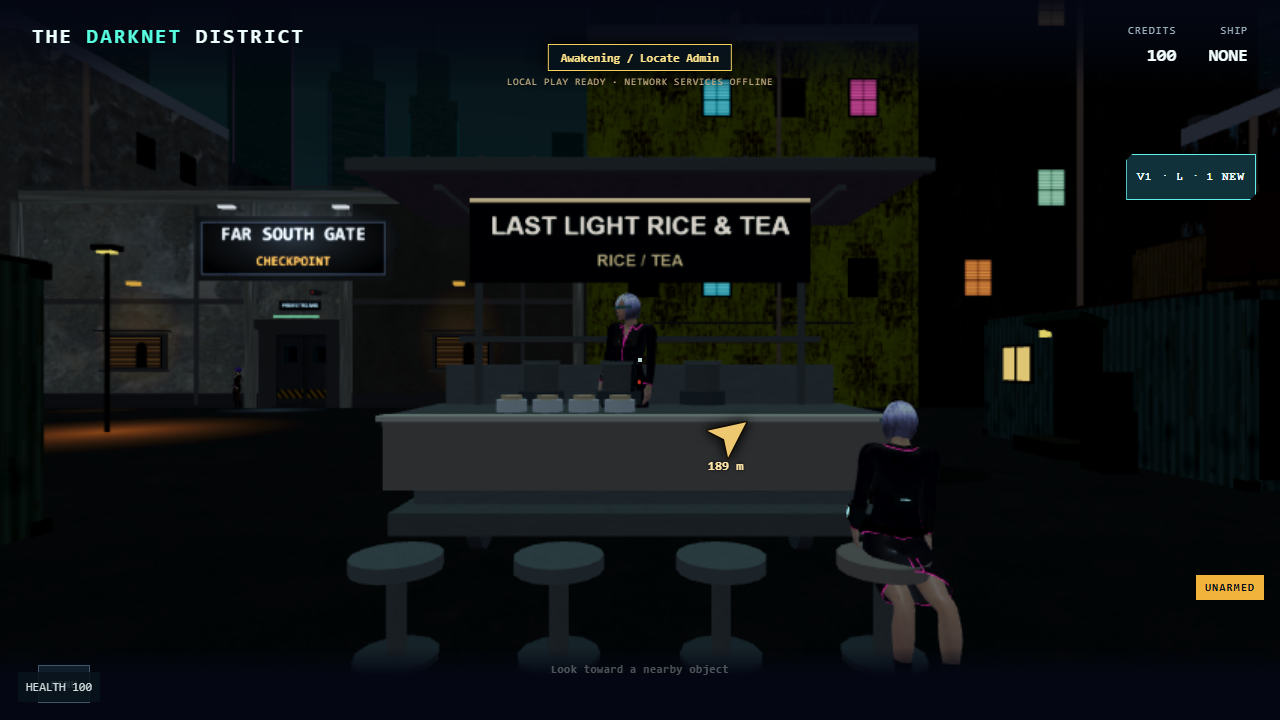 THE DARKNET DISTRICT
CREDITS
100
SHIP
NONE
Awakening / Locate Admin
LOCAL PLAY READY · NETWORK SERVICES OFFLINE
V1 · L · 1 NEW
LAST LIGHT RICE & TEA
RICE / TEA
FAR SOUTH GATE
CHECKPOINT
189 m
UNARMED
Look toward a nearby object
HEALTH 100